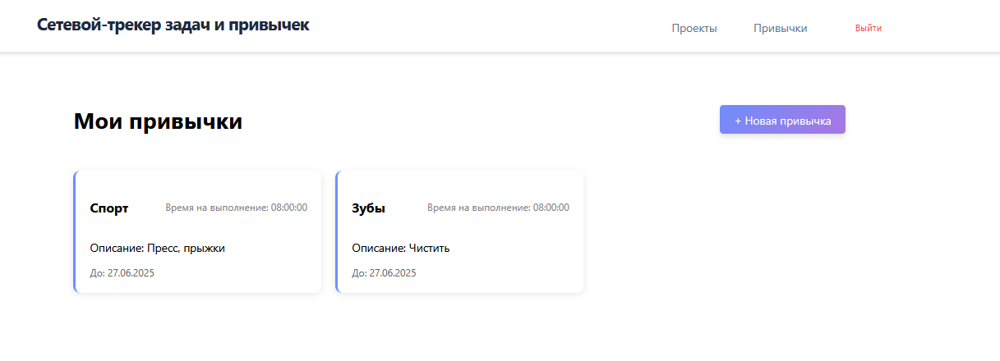 Сетевой-трекер задач и привычек
Проекты
Привычки
Выйти
Мои привычки
+ Новая привычка
Спорт
Время на выполнение: 08:00:00
Описание: Пресс, прыжки
До: 27.06.2025
Зубы
Время на выполнение: 08:00:00
Описание: Чистить
До: 27.06.2025